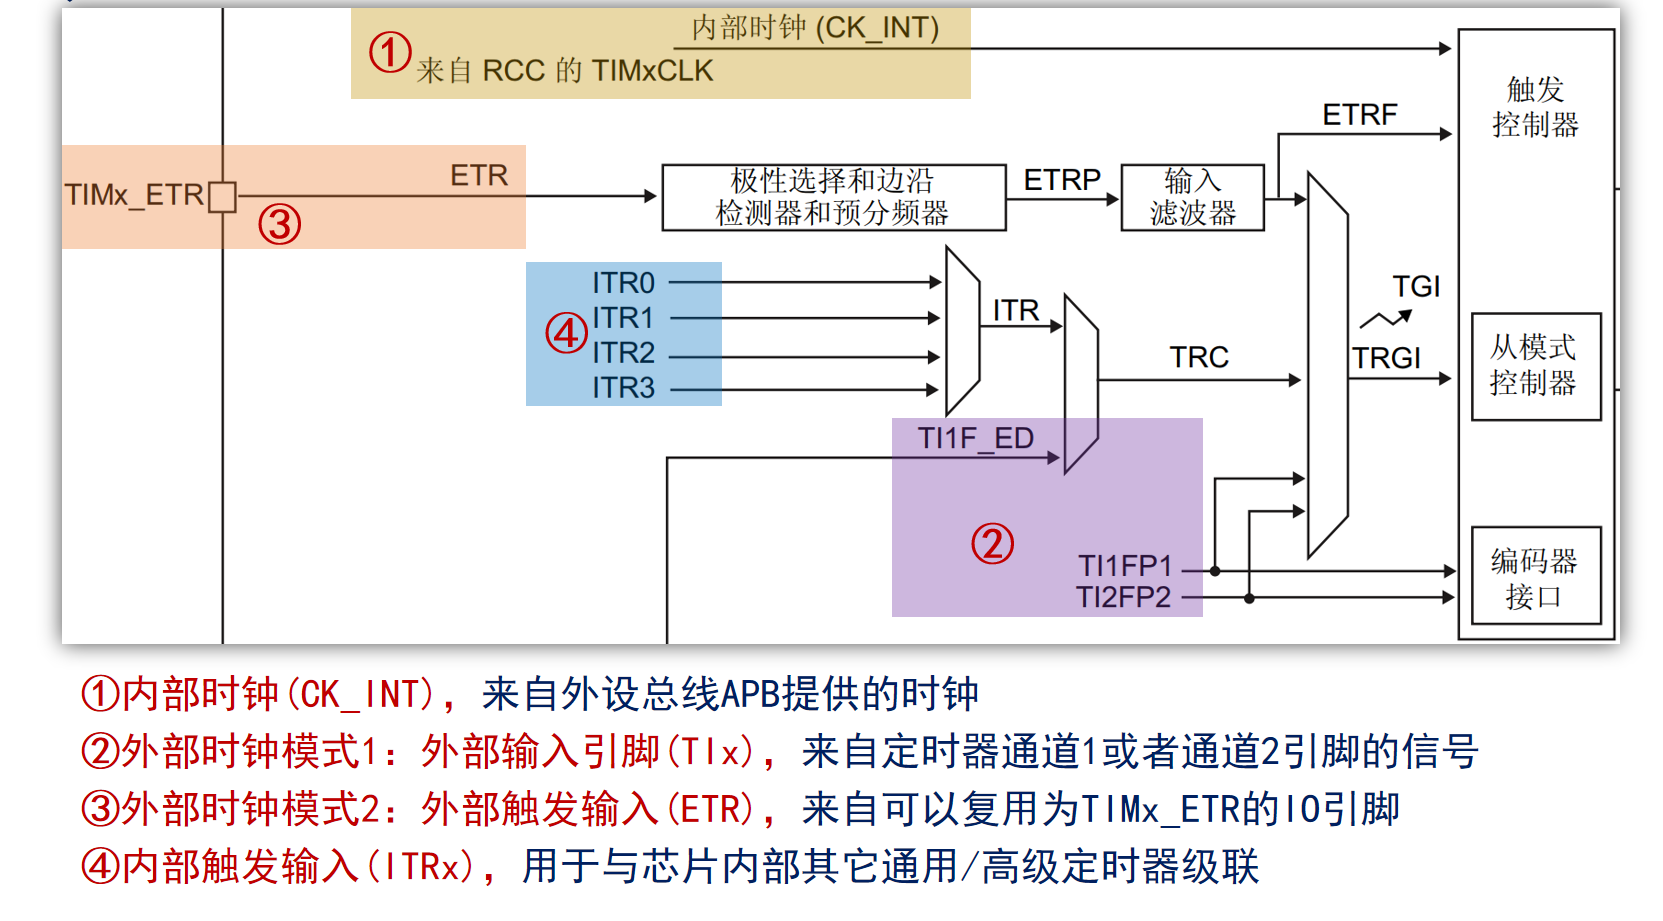 内部时钟 (CK_INT)
① 来自 RCC 的 TIMxCLK
触发
控制器
ETRF
TIMx_ETR
ETR
③
极性选择和边沿
检测器和预分频器
ETRP
输入
滤波器
ITR0
ITR1
④
ITR2
ITR3
ITR
TGI
TRC
TRGI
从模式
控制器
TI1F_ED
②
TI1FP1
TI2FP2
编码器
接口
①内部时钟(CK_INT)，来自外设总线APB提供的时钟
②外部时钟模式1：外部输入引脚(TIx)，来自定时器通道1或者通道2引脚的信号
③外部时钟模式2：外部触发输入(ETR)，来自可以复用为TIMx_ETR的IO引脚
④内部触发输入(ITRx)，用于与芯片内部其它通用/高级定时器级联